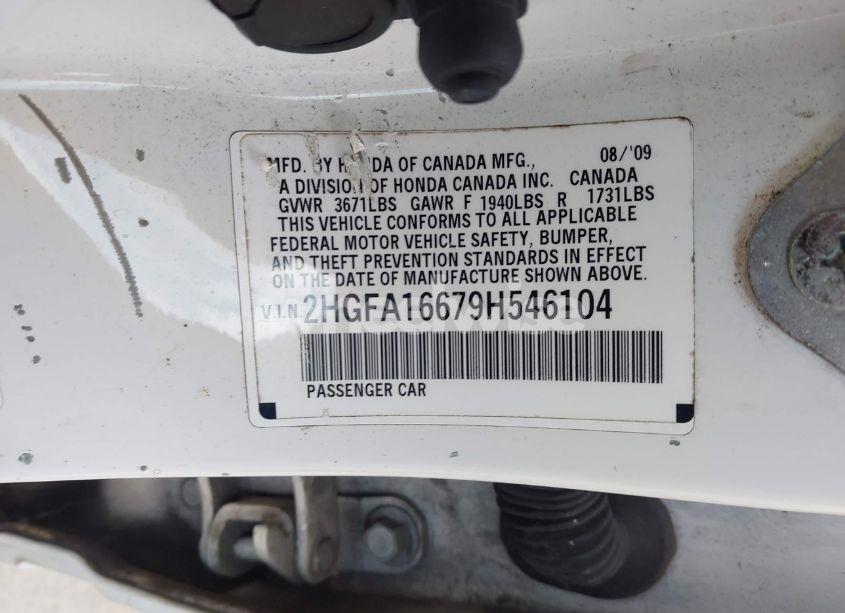 MFD. BY HONDA OF CANADA MFG., 08/'09
A DIVISION OF HONDA CANADA INC. CANADA
GVWR 3671LBS GAWR F 1940LBS R 1731LBS
THIS VEHICLE CONFORMS TO ALL APPLICABLE
FEDERAL MOTOR VEHICLE SAFETY, BUMPER,
AND THEFT PREVENTION STANDARDS IN EFFECT
ON THE DATE OF MANUFACTURE SHOWN ABOVE.
V.I.N. 2HGFA16679H546104
PASSENGER CAR